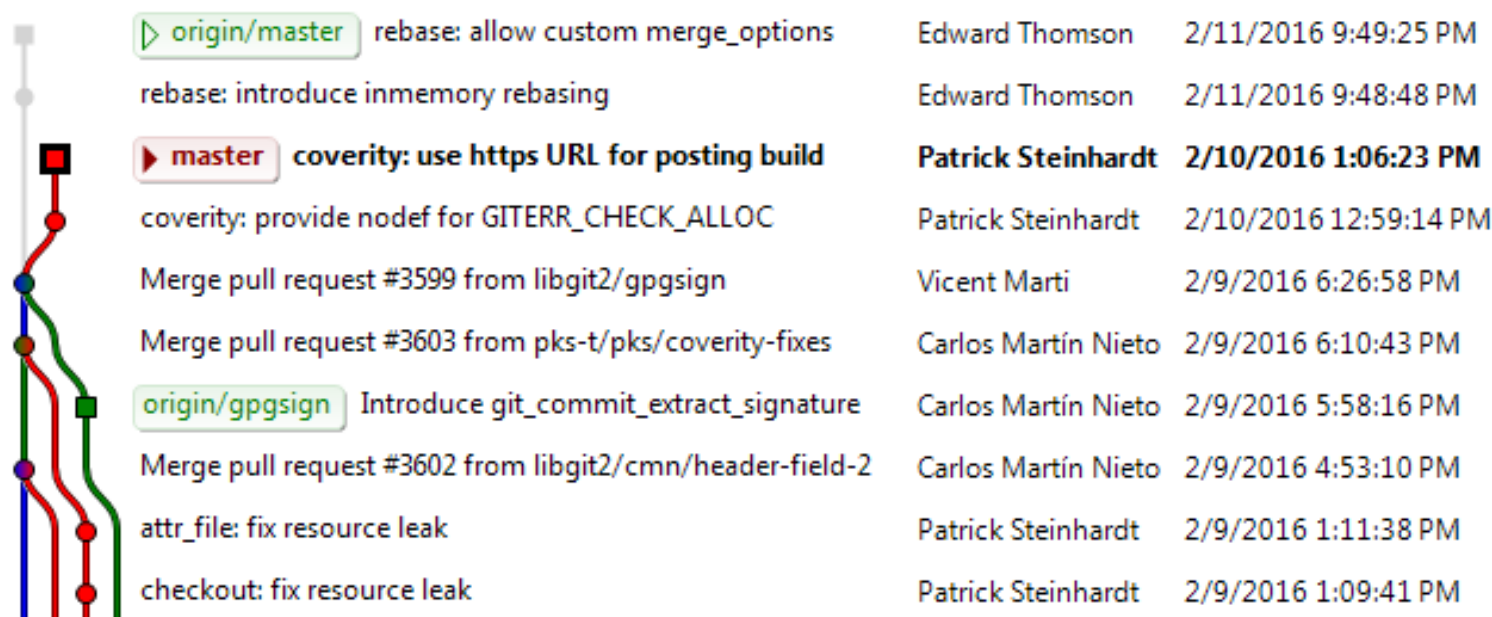 origin/master rebase: allow custom merge_options Edward Thomson 2/11/2016 9:49:25 PM
rebase: introduce inmemory rebasing Edward Thomson 2/11/2016 9:48:48 PM
master coverity: use https URL for posting build Patrick Steinhardt 2/10/2016 1:06:23 PM
coverity: provide nodef for GITERR_CHECK_ALLOC Patrick Steinhardt 2/10/2016 12:59:14 PM
Merge pull request #3599 from libgit2/gpgsign Vicent Marti 2/9/2016 6:26:58 PM
Merge pull request #3603 from pks-t/pks/coverity-fixes Carlos Martín Nieto 2/9/2016 6:10:43 PM
origin/gpgsign Introduce git_commit_extract_signature Carlos Martín Nieto 2/9/2016 5:58:16 PM
Merge pull request #3602 from libgit2/cmn/header-field-2 Carlos Martín Nieto 2/9/2016 4:53:10 PM
attr_file: fix resource leak Patrick Steinhardt 2/9/2016 1:11:38 PM
checkout: fix resource leak Patrick Steinhardt 2/9/2016 1:09:41 PM